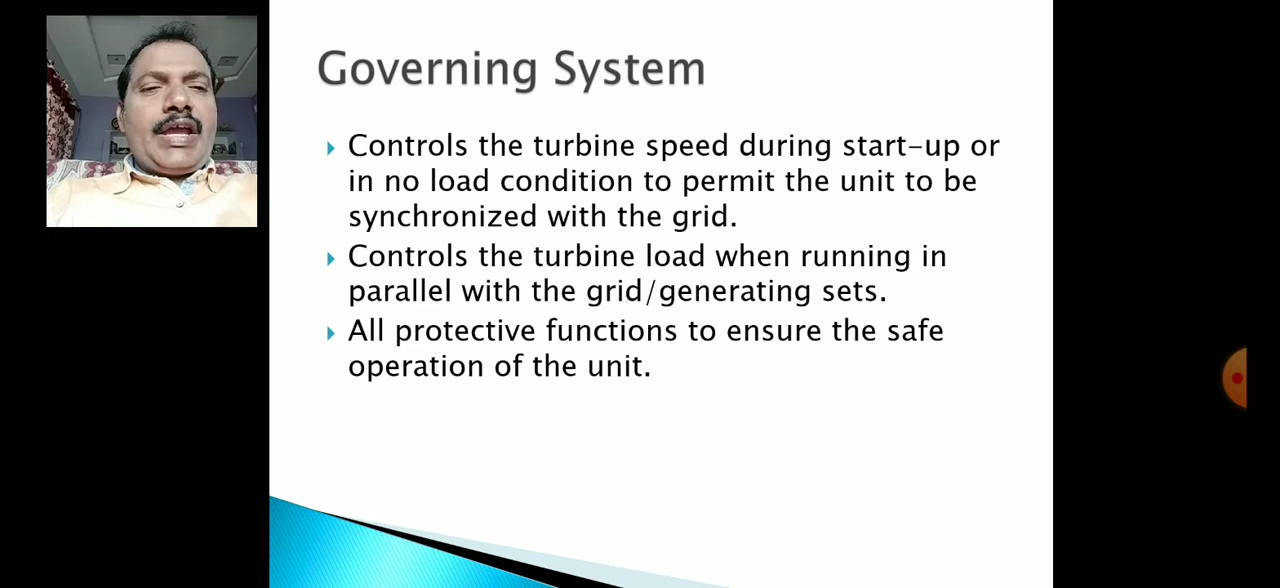 Governing System
Controls the turbine speed during start-up or
in no load condition to permit the unit to be
synchronized with the grid.
Controls the turbine load when running in
parallel with the grid/generating sets.
All protective functions to ensure the safe
operation of the unit.